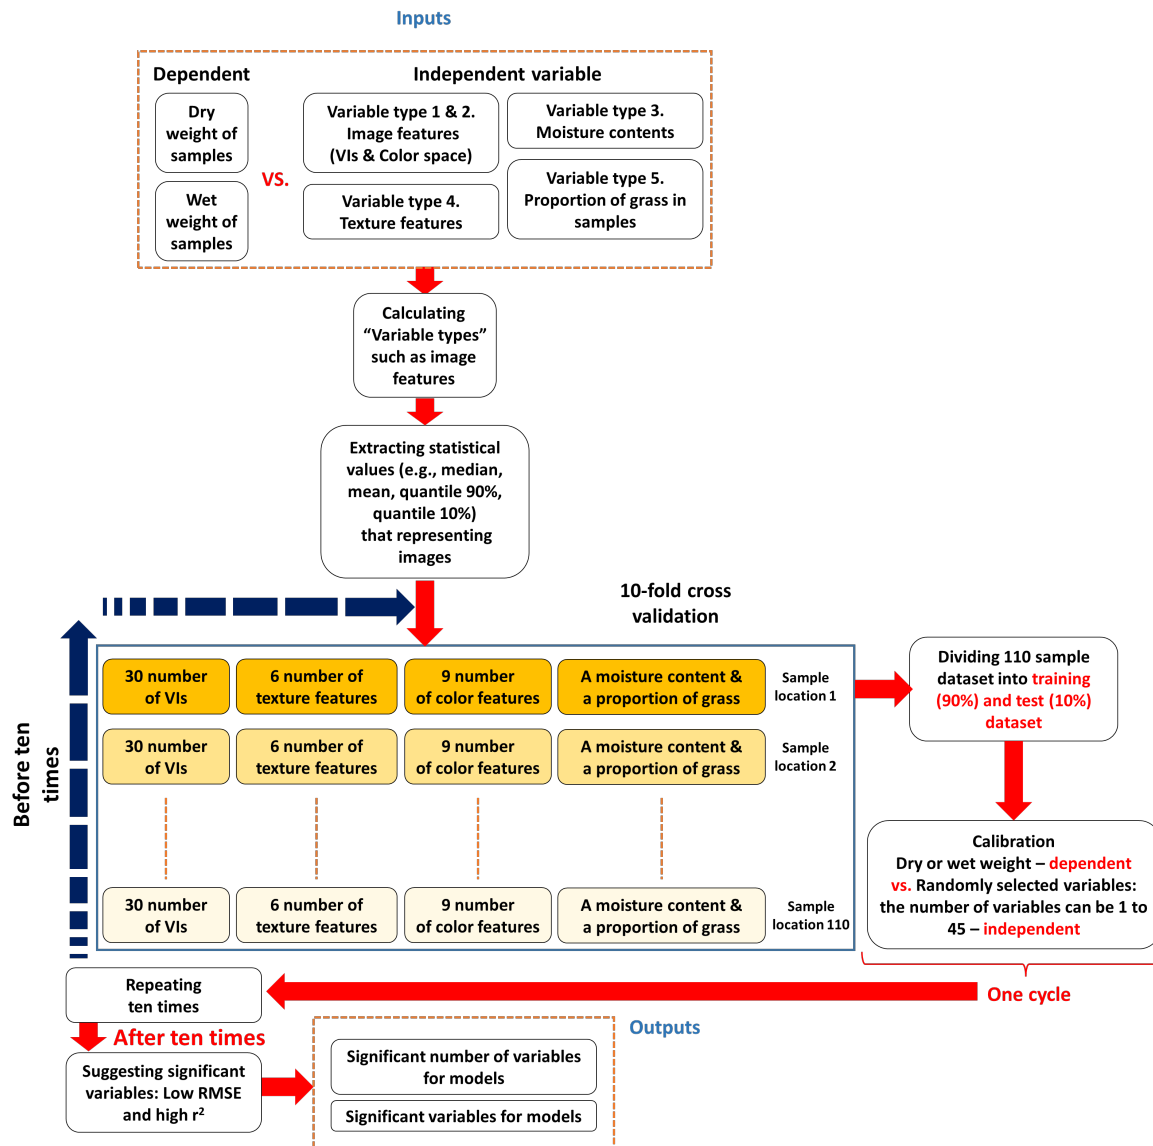 Inputs
Dependent
Independent variable
Dry
weight of
samples
Wet
weight of
samples
VS.
Variable type 1 & 2.
Image features
(VIs & Color space)
Variable type 3.
Moisture contents
Variable type 4.
Texture features
Variable type 5.
Proportion of grass in
samples
Calculating
“Variable types”
such as image
features
Extracting statistical
values (e.g., median,
mean, quantile 90%,
quantile 10%)
that representing
images
10-fold cross
validation
Before ten
times
30 number
of VIs
6 number of
texture features
9 number
of color features
A moisture content &
a proportion of grass
Sample
location 1
30 number
of VIs
6 number of
texture features
9 number
of color features
A moisture content &
a proportion of grass
Sample
location 2
30 number
of VIs
6 number of
texture features
9 number
of color features
A moisture content &
a proportion of grass
Sample
location 110
Dividing 110 sample
dataset into training
(90%) and test (10%)
dataset
Calibration
Dry or wet weight – dependent
vs. Randomly selected variables:
the number of variables can be 1 to
45 – independent
One cycle
Repeating
ten times
After ten times
Suggesting significant
variables: Low RMSE
and high r²
Outputs
Significant number of variables
for models
Significant variables for models